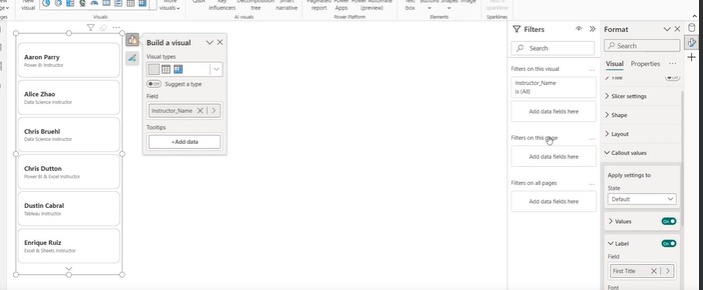 New
visual
More
visuals
Q&A
Key
influencers
Decomposition
tree
Smart
narrative
Paginated
report
Power
Apps
Power Automate
(preview)
Text
box
Buttons
Shapes
Image
Visuals
AI visuals
Power Platform
Elements
Sparklines
Aaron Parry
Power BI Instructor
Alice Zhao
Data Science Instructor
Chris Bruehl
Data Science Instructor
Chris Dutton
Power BI & Excel Instructor
Dustin Cabral
Tableau Instructor
Enrique Ruiz
Excel & Sheets Instructor
Build a visual
Visual types
Suggest a type
Field
Instructor_Name
Tooltips
+Add data
Filters
Search
Filters on this visual
Instructor_Name
is (All)
Add data fields here
Filters on this page
Add data fields here
Filters on all pages
Add data fields here
Format
Search
Visual
Properties
Title
Slicer settings
Shape
Layout
Callout values
Apply settings to
State
Default
Values
On
Label
On
Field
First Title
Font